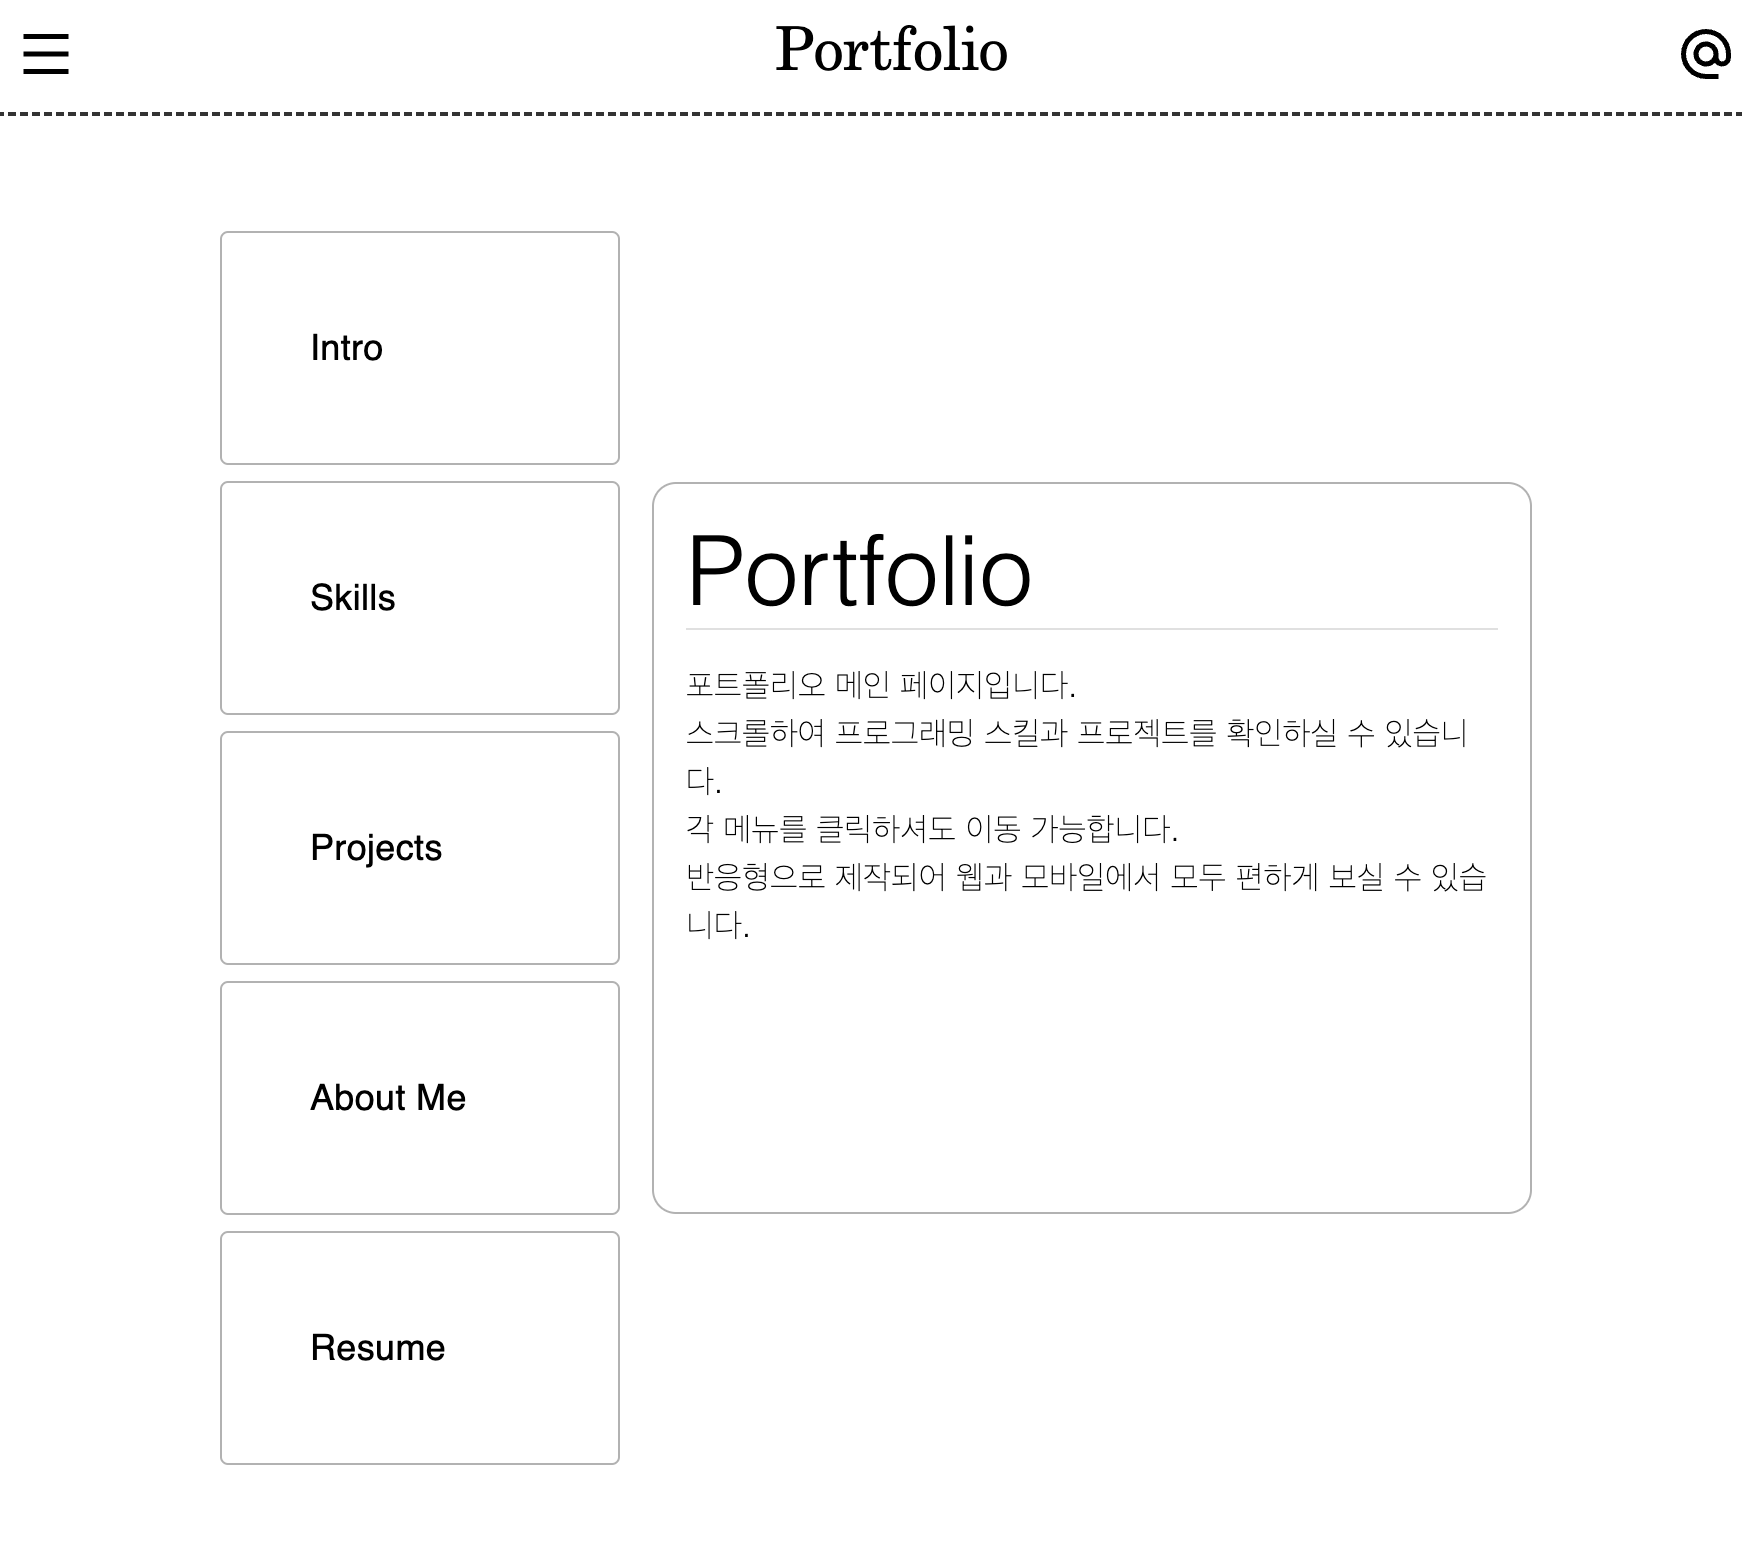 Portfolio
Intro
Skills
Projects
About Me
Resume
Portfolio
포트폴리오 메인 페이지입니다.
스크롤하여 프로그래밍 스킬과 프로젝트를 확인하실 수 있습니
다.
각 메뉴를 클릭하셔도 이동 가능합니다.
반응형으로 제작되어 웹과 모바일에서 모두 편하게 보실 수 있습
니다.